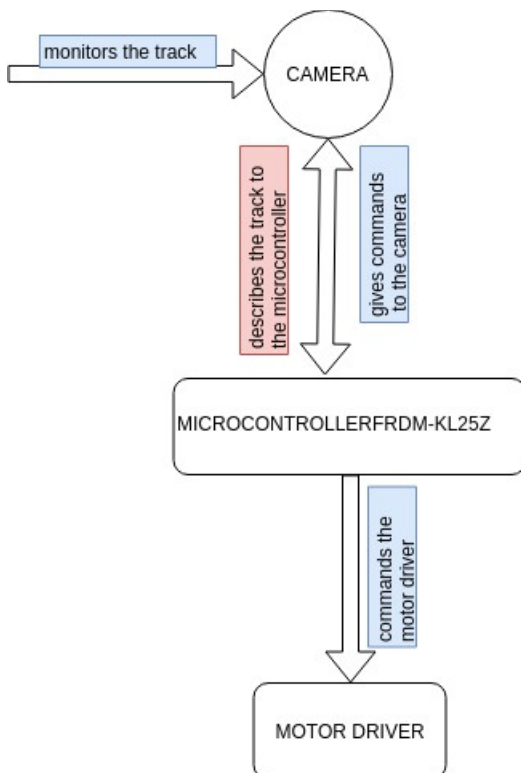 monitors the track
CAMERA
describes the track to
the microcontroller
gives commands
to the camera
MICROCONTROLLERFRDM-KL25Z
commands the
motor driver
MOTOR DRIVER